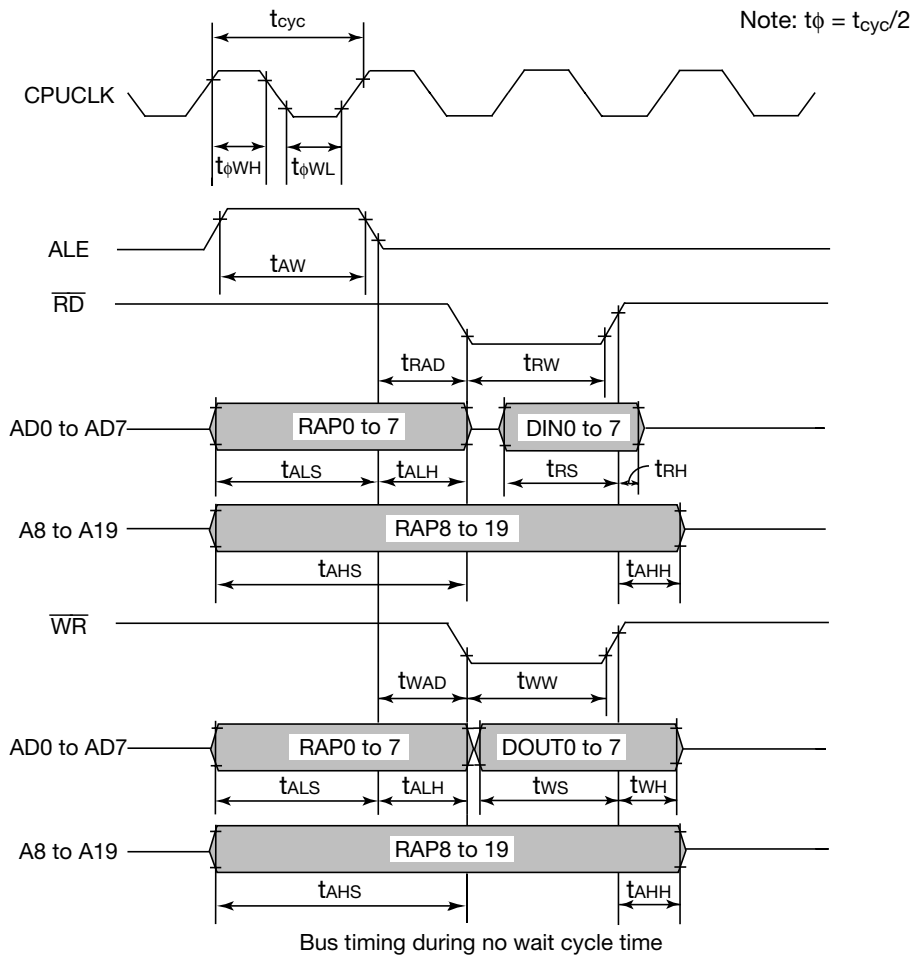 Note: tϕ = tcyc/2
tcyc
CPUCLK
tϕWH tϕWL
ALE
tAW
RD
tRAD tRW
AD0 to AD7 RAP0 to 7 DIN0 to 7
tALS tALH tRS tRH
A8 to A19 RAP8 to 19
tAHS tAHH
WR
tWAD tWW
AD0 to AD7 RAP0 to 7 DOUT0 to 7
tALS tALH tWS tWH
A8 to A19 RAP8 to 19
tAHS tAHH
Bus timing during no wait cycle time